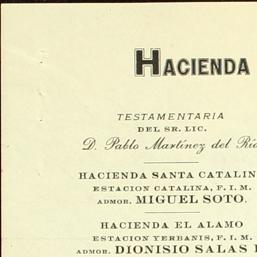 HACIENDA
TESTAMENTARIA
DEL SR. LIC.
D. Pablo Martínez del Río
HACIENDA SANTA CATALIN
ESTACION CATALINA, F. I. M.
ADMOR. MIGUEL SOTO.
HACIENDA EL ALAMO
ESTACION YERBANIS, F. I. M.
ADMOR. DIONISIO SALAS